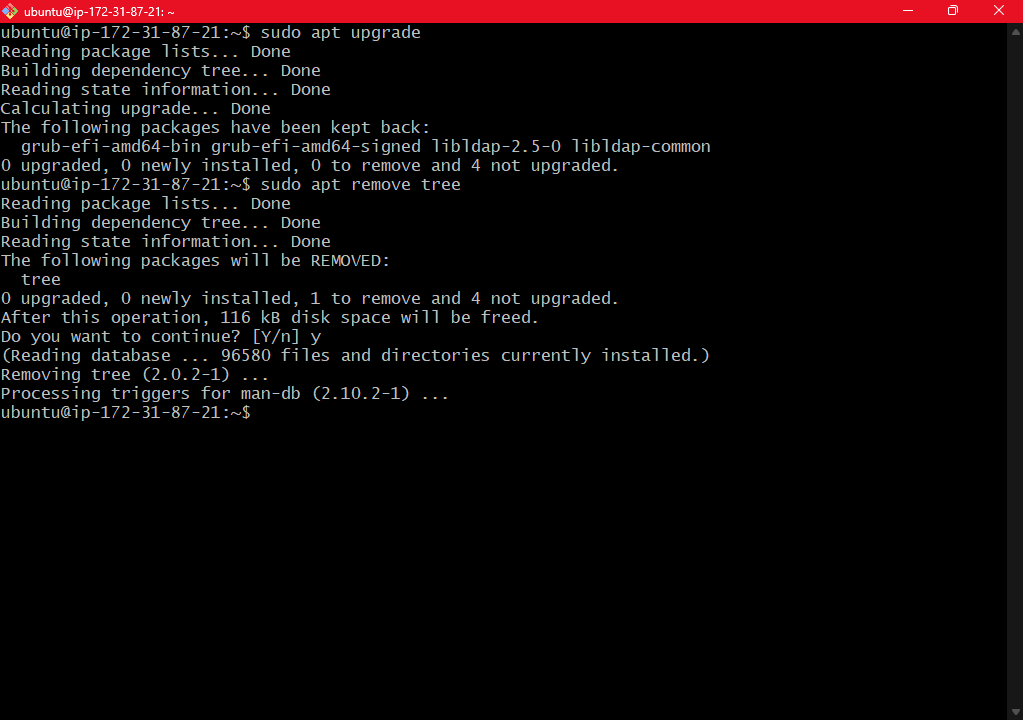 ubuntu@ip-172-31-87-21: ~
ubuntu@ip-172-31-87-21:~$ sudo apt upgrade
Reading package lists... Done
Building dependency tree... Done
Reading state information... Done
Calculating upgrade... Done
The following packages have been kept back:
  grub-efi-amd64-bin grub-efi-amd64-signed libldap-2.5-0 libldap-common
0 upgraded, 0 newly installed, 0 to remove and 4 not upgraded.
ubuntu@ip-172-31-87-21:~$ sudo apt remove tree
Reading package lists... Done
Building dependency tree... Done
Reading state information... Done
The following packages will be REMOVED:
  tree
0 upgraded, 0 newly installed, 1 to remove and 4 not upgraded.
After this operation, 116 kB disk space will be freed.
Do you want to continue? [Y/n] y
(Reading database ... 96580 files and directories currently installed.)
Removing tree (2.0.2-1) ...
Processing triggers for man-db (2.10.2-1) ...
ubuntu@ip-172-31-87-21:~$